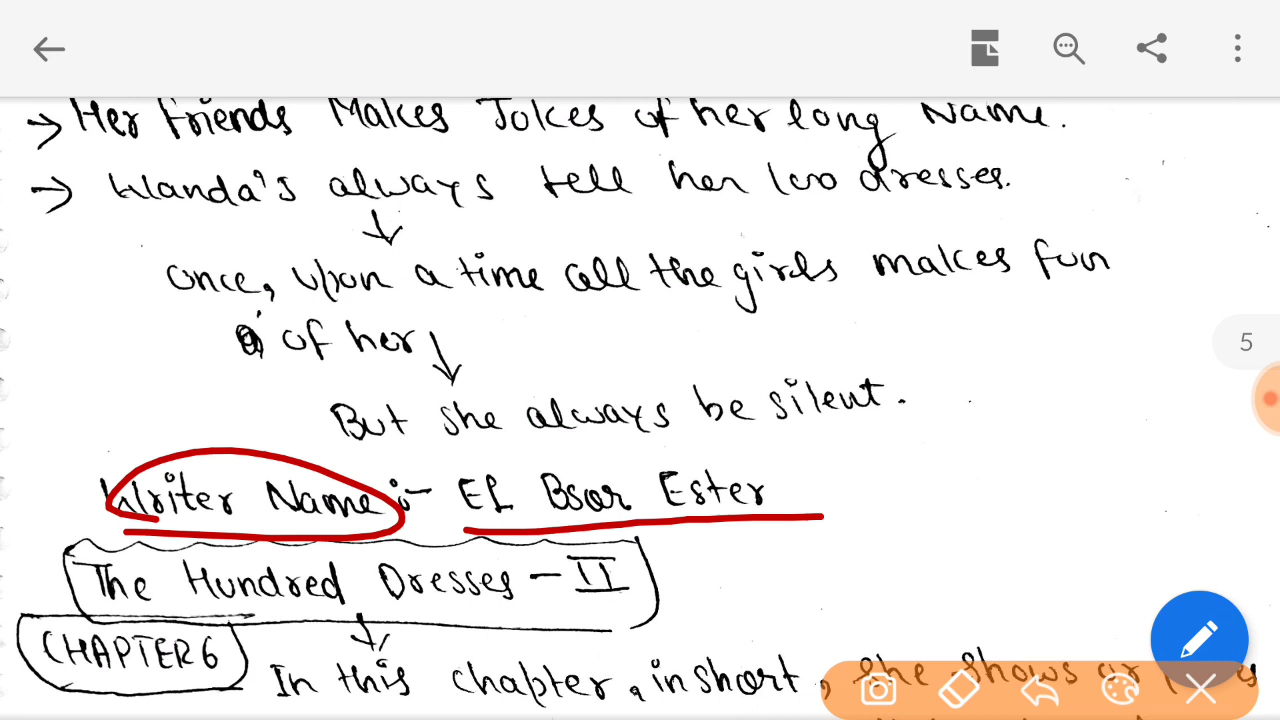 → Her friends Makes Jokes of her long Name.
→ Wanda's always tell her 100 dresses.
↓
Once, upon a time all the girls makes fun
of her ↓
But she always be silent.
Writer Name :- EL Bsor Ester
The Hundred Dresses - II
CHAPTER 6
In this chapter, in short, she shows
5